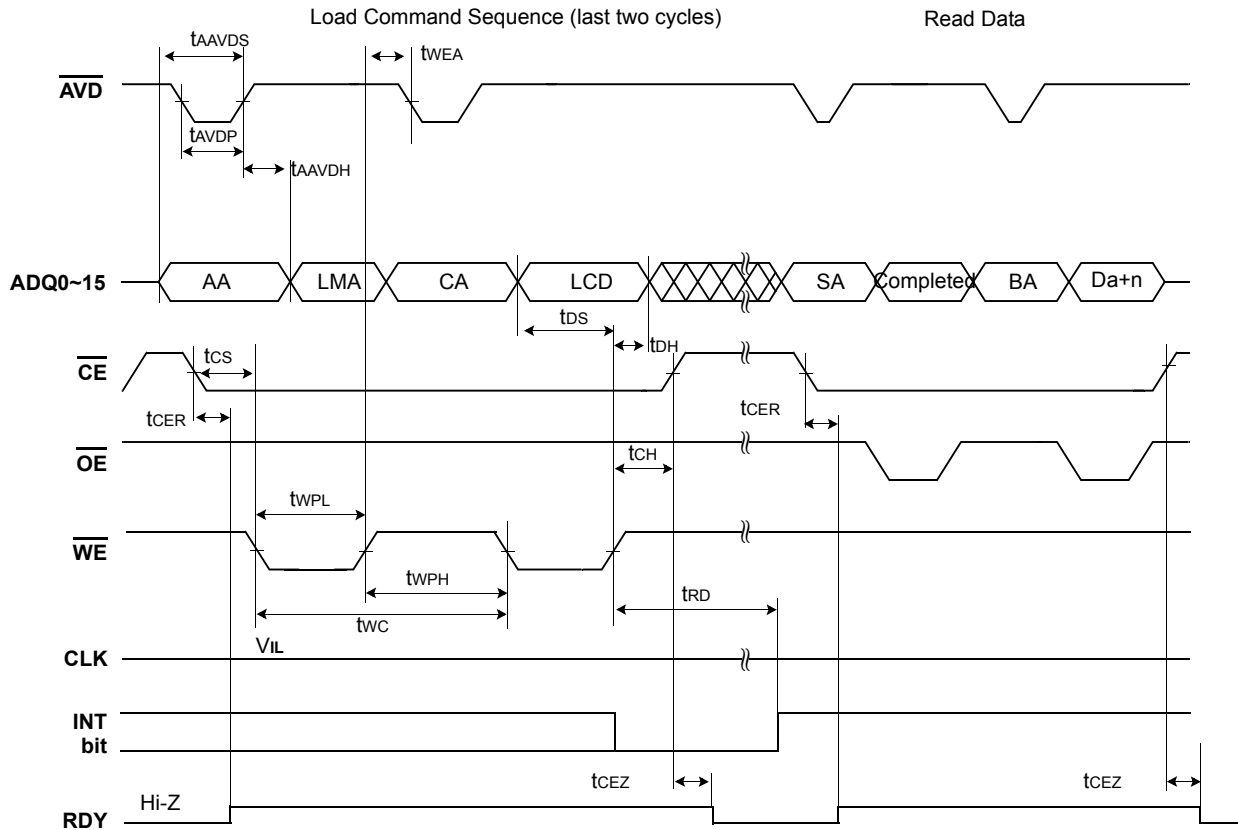 Load Command Sequence (last two cycles)
Read Data
tAAVDS
tWEA
AVD
tAVDP
tAAVDH
ADQ0~15
AA
LMA
CA
LCD
SA
Completed
BA
Da+n
tDS
tDH
CE
tCS
tCER
tCER
OE
tCH
tWPL
WE
tWPH
tRD
tWC
VIL
CLK
INT
bit
tCEZ
tCEZ
Hi-Z
RDY